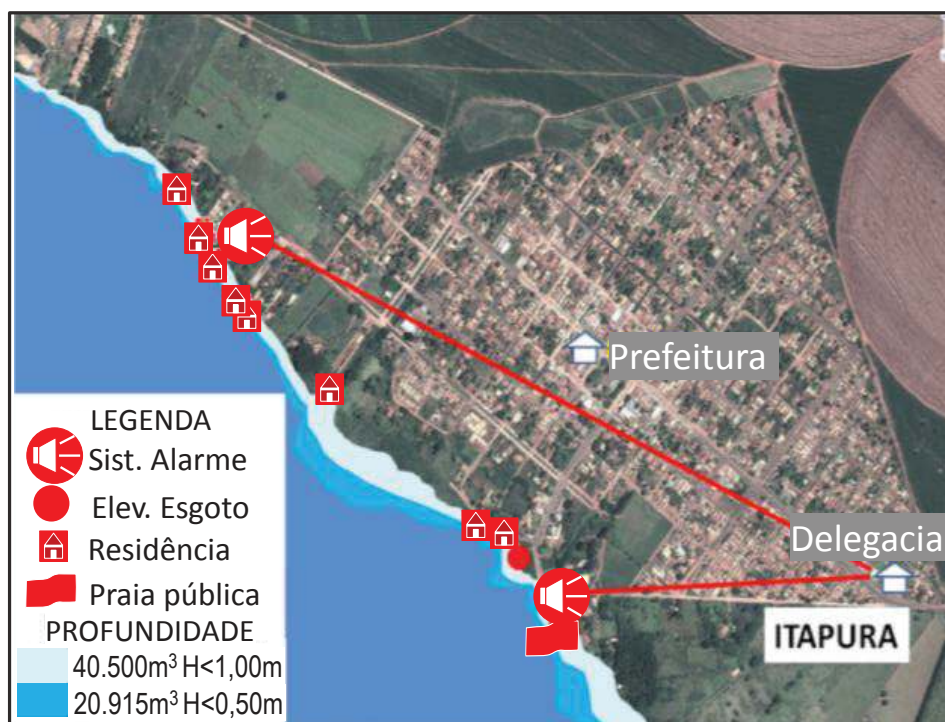 Prefeitura
Delegacia
ITAPURA
LEGENDA
Sist. Alarme
Elev. Esgoto
Residência
Praia pública
PROFUNDIDADE
40.500m³ H<1,00m
20.915m³ H<0,50m